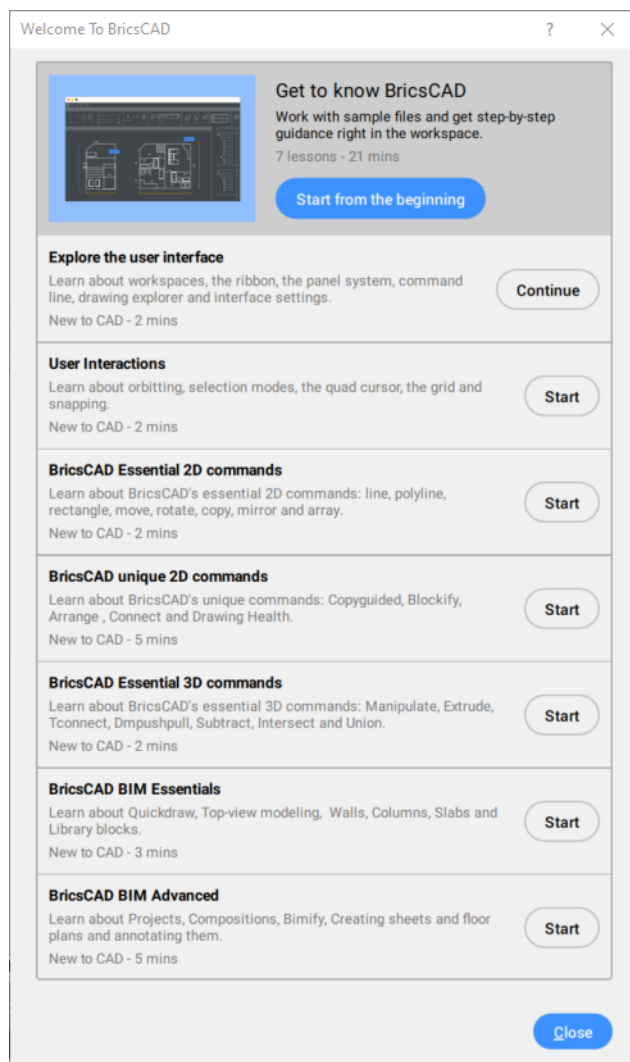 Welcome To BricsCAD
?
Get to know BricsCAD
Work with sample files and get step-by-step
guidance right in the workspace.
7 lessons - 21 mins
Start from the beginning
Explore the user interface
Learn about workspaces, the ribbon, the panel system, command
line, drawing explorer and interface settings.
New to CAD - 2 mins
Continue
User Interactions
Learn about orbitting, selection modes, the quad cursor, the grid and
snapping.
New to CAD - 2 mins
Start
BricsCAD Essential 2D commands
Learn about BricsCAD's essential 2D commands: line, polyline,
rectangle, move, rotate, copy, mirror and array.
New to CAD - 2 mins
Start
BricsCAD unique 2D commands
Learn about BricsCAD's unique commands: Copyguided, Blockify,
Arrange , Connect and Drawing Health.
New to CAD - 5 mins
Start
BricsCAD Essential 3D commands
Learn about BricsCAD's essential 3D commands: Manipulate, Extrude,
Tconnect, Dmpushpull, Subtract, Intersect and Union.
New to CAD - 2 mins
Start
BricsCAD BIM Essentials
Learn about Quickdraw, Top-view modeling,  Walls, Columns, Slabs and
Library blocks.
New to CAD - 3 mins
Start
BricsCAD BIM Advanced
Learn about Projects, Compositions, Bimify, Creating sheets and floor
plans and annotating them.
New to CAD - 5 mins
Start
Close